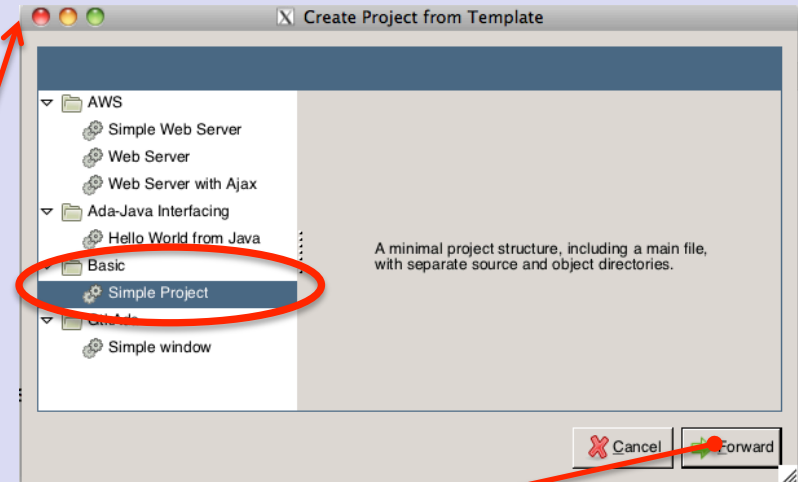 Create Project from Template
AWS
Simple Web Server
Web Server
Web Server with Ajax
Ada-Java Interfacing
Hello World from Java
Basic
Simple Project
GtkAda
Simple window
A minimal project structure, including a main file,
with separate source and object directories.
Cancel
Forward